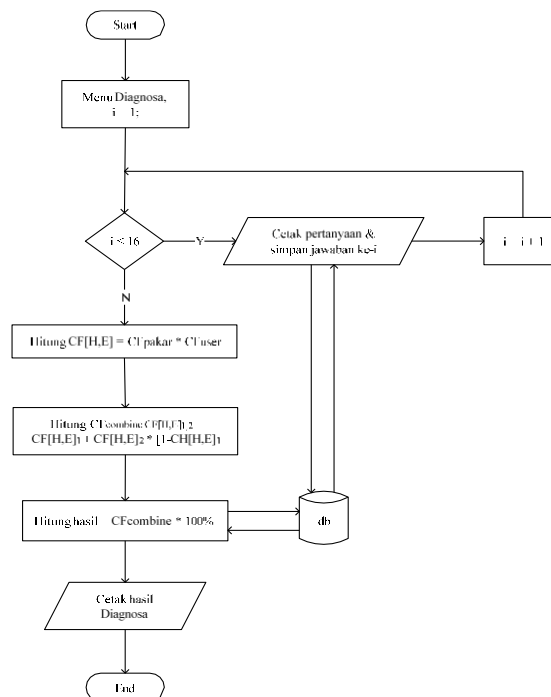 Start
Menu Diagnosa,
i = 1;
i < 16
Y
Cetak pertanyaan &
simpan jawaban ke-i
i = i + 1
N
Hitung CF[H,E] = CFpakar * CFuser
Hitung CFcombine CF[H,E]1,2
CF[H,E]1 + CF[H,E]2 * [1-CH[H,E]1
Hitung hasil CFcombine * 100%
db
Cetak hasil
Diagnosa
End